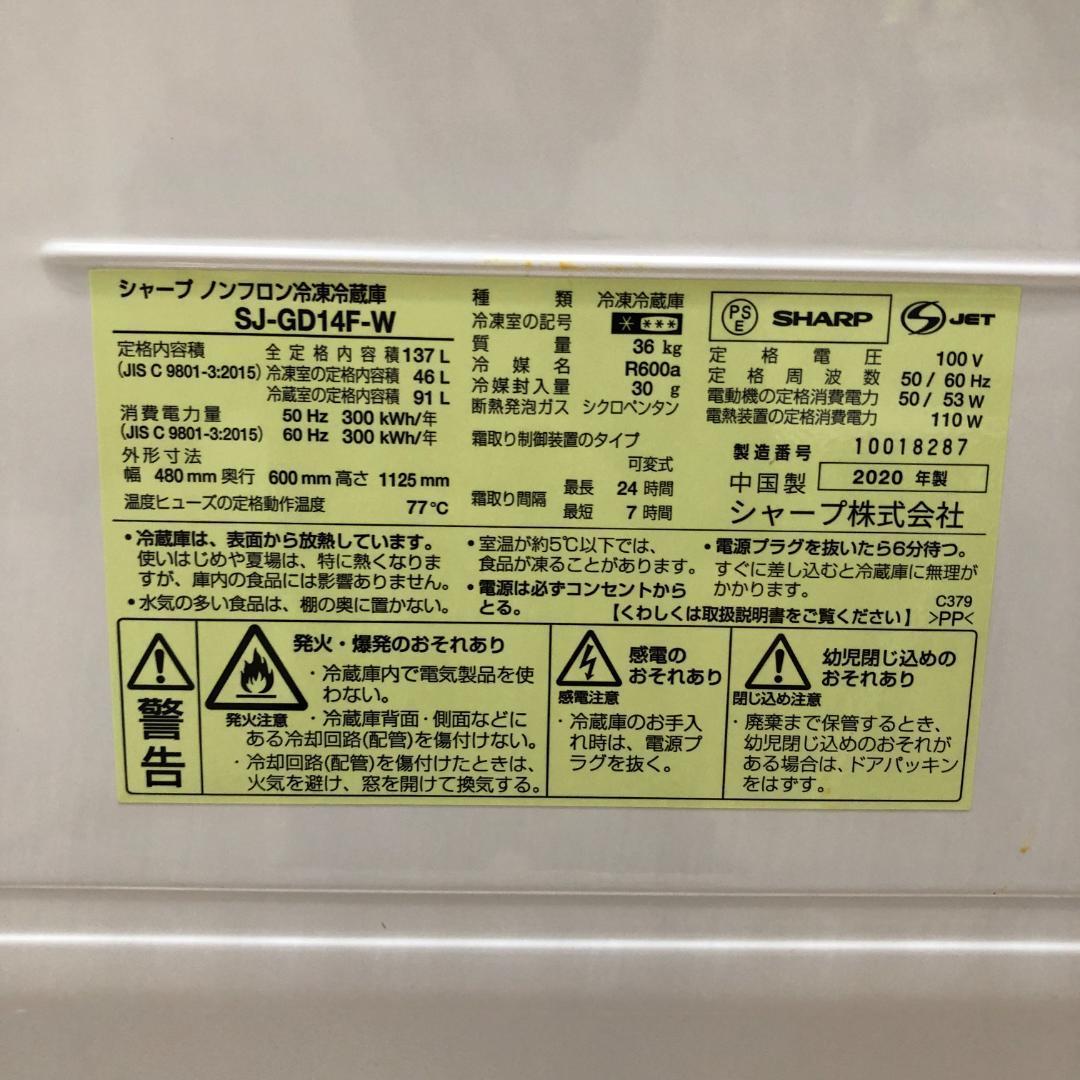 シャープ ノンフロン冷凍冷蔵庫
SJ-GD14F-W
定格内容積 全定格内容積 137 L
(JIS C 9801-3:2015) 冷凍室の定格内容積 46 L
冷蔵室の定格内容積 91 L
消費電力量 50 Hz 300 kWh/年
(JIS C 9801-3:2015) 60 Hz 300 kWh/年
外形寸法
幅 480 mm 奥行 600 mm 高さ 1125 mm
温度ヒューズの定格動作温度 77℃
種類 冷凍冷蔵庫
冷凍室の記号 * ***
質量 36 kg
冷媒名 R600a
冷媒封入量 30 g
断熱発泡ガス シクロペンタン
霜取り制御装置のタイプ
可変式
霜取り間隔 最長 24 時間
最短 7 時間
PSE SHARP S JET
定格電圧 100 V
定格周波数 50 / 60 Hz
電動機の定格消費電力 50 / 53 W
電熱装置の定格消費電力 110 W
製造番号 10018287
中国製 2020 年製
シャープ株式会社
・冷蔵庫は、表面から放熱しています。
使いはじめや夏場は、特に熱くなりま
すが、庫内の食品には影響ありません。
・水気の多い食品は、棚の奥に置かない。
・室温が約5℃以下では、
食品が凍ることがあります。
・電源は必ずコンセントから
とる。
・電源プラグを抜いたら6分待つ。
すぐに差し込むと冷蔵庫に無理が
かかります。
C379
【くわしくは取扱説明書をご覧ください】 >PP<
警告
発火・爆発のおそれあり
発火注意
・冷蔵庫内で電気製品を使
わない。
・冷蔵庫背面・側面などに
ある冷却回路(配管)を傷付けない。
・冷却回路(配管)を傷付けたときは、
火気を避け、窓を開けて換気する。
感電の
おそれあり
感電注意
・冷蔵庫のお手入
れ時は、電源プ
ラグを抜く。
幼児閉じ込めの
おそれあり
閉じ込め注意
・廃棄まで保管するとき、
幼児閉じ込めのおそれが
ある場合は、ドアパッキン
をはずす。